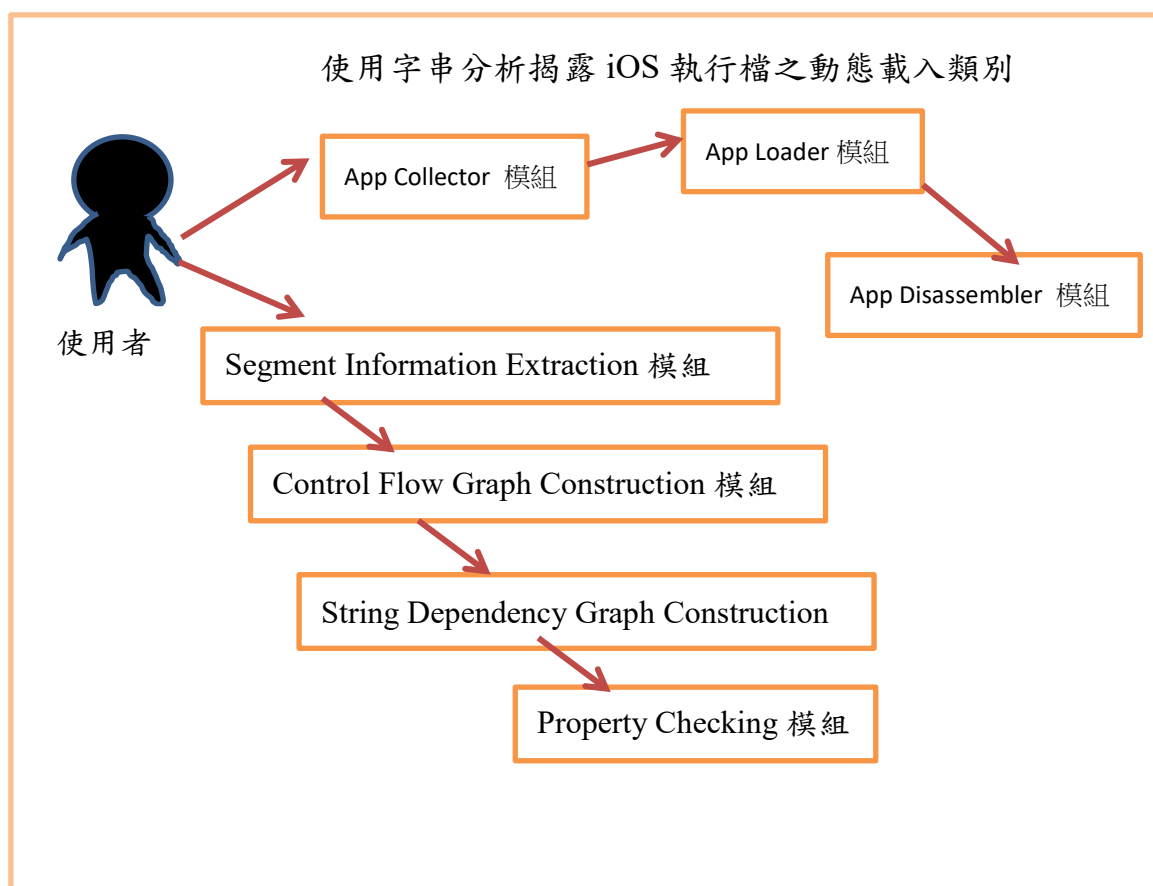 使用字串分析揭露 iOS 執行檔之動態載入類別
App Collector 模組
App Loader 模組
App Disassembler 模組
使用者
Segment Information Extraction 模組
Control Flow Graph Construction 模組
String Dependency Graph Construction
Property Checking 模組